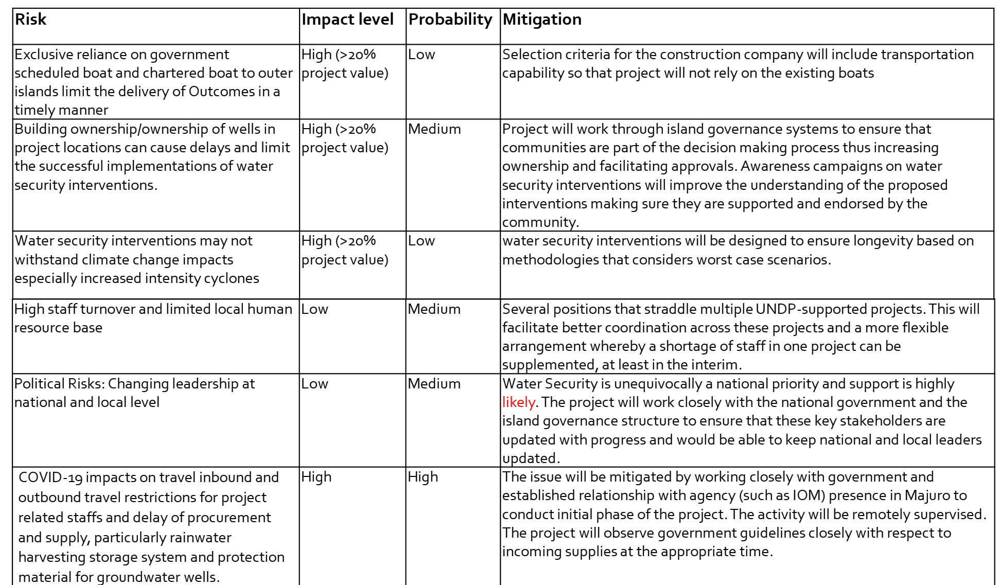 Risk
Impact level
Probability
Mitigation
Exclusive reliance on government
scheduled boat and chartered boat to outer
islands limit the delivery of Outcomes in a
timely manner
High (>20%
project value)
Low
Selection criteria for the construction company will include transportation
capability so that project will not rely on the existing boats
Building ownership/ownership of wells in
project locations can cause delays and limit
the successful implementations of water
security interventions.
High (>20%
project value)
Medium
Project will work through island governance systems to ensure that
communities are part of the decision making process thus increasing
ownership and facilitating approvals. Awareness campaigns on water
security interventions will improve the understanding of the proposed
interventions making sure they are supported and endorsed by the
community.
Water security interventions may not
withstand climate change impacts
especially increased intensity cyclones
High (>20%
project value)
Low
water security interventions will be designed to ensure longevity based on
methodologies that considers worst case scenarios.
High staff turnover and limited local human
resource base
Low
Medium
Several positions that straddle multiple UNDP-supported projects. This will
facilitate better coordination across these projects and a more flexible
arrangement whereby a shortage of staff in one project can be
supplemented, at least in the interim.
Political Risks: Changing leadership at
national and local level
Low
Medium
Water Security is unequivocally a national priority and support is highly
likely. The project will work closely with the national government and the
island governance structure to ensure that these key stakeholders are
updated with progress and would be able to keep national and local leaders
updated.
COVID-19 impacts on travel inbound and
outbound travel restrictions for project
related staffs and delay of procurement
and supply, particularly rainwater
harvesting storage system and protection
material for groundwater wells.
High
High
The issue will be mitigated by working closely with government and
established relationship with agency (such as IOM) presence in Majuro to
conduct initial phase of the project. The activity will be remotely supervised.
The project will observe government guidelines closely with respect to
incoming supplies at the appropriate time.